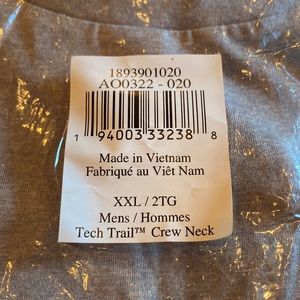 1893901020
AO0322 - 020
1 94003 33238 8
Made in Vietnam
Fabriqué au Viêt Nam
XXL / 2TG
Mens / Hommes
Tech Trail™ Crew Neck